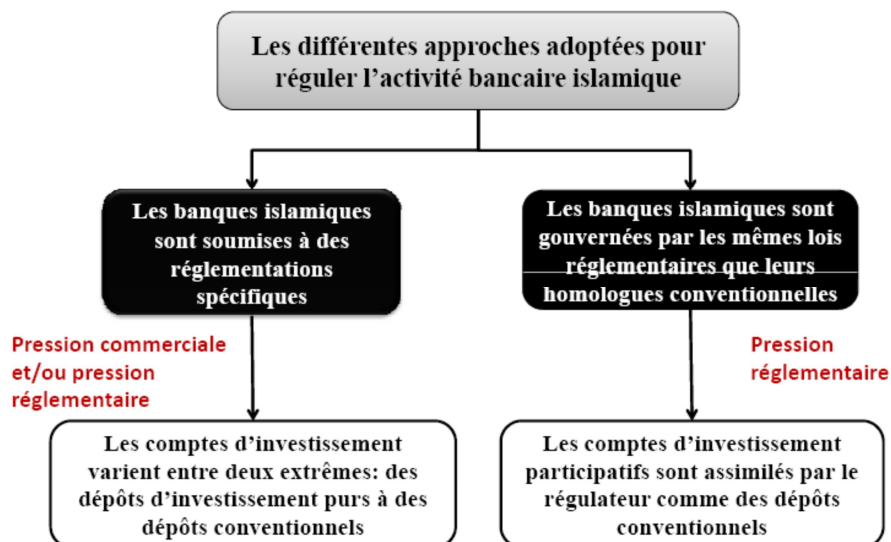 Les différentes approches adoptées pour
réguler l'activité bancaire islamique
Les banques islamiques
sont soumises à des
réglementations
spécifiques
Les banques islamiques sont
gouvernées par les mêmes lois
réglementaires que leurs
homologues conventionnelles
Pression commerciale
et/ou pression
réglementaire
Pression
réglementaire
Les comptes d'investissement
varient entre deux extrêmes: des
dépôts d'investissement purs à des
dépôts conventionnels
Les comptes d'investissement
participatifs sont assimilés par le
régulateur comme des dépôts
conventionnels